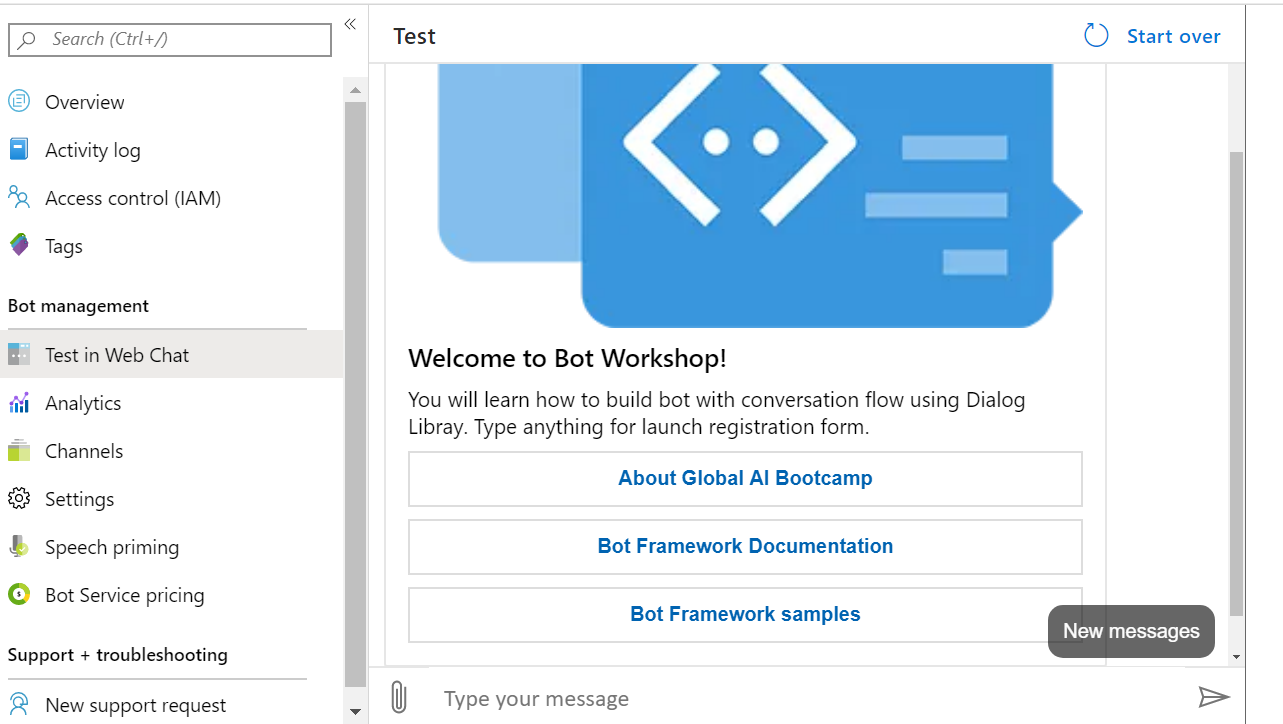 Search (Ctrl+/)
Overview
Activity log
Access control (IAM)
Tags
Bot management
Test in Web Chat
Analytics
Channels
Settings
Speech priming
Bot Service pricing
Support + troubleshooting
New support request
Test
Start over
Welcome to Bot Workshop!
You will learn how to build bot with conversation flow using Dialog
Libray. Type anything for launch registration form.
About Global AI Bootcamp
Bot Framework Documentation
Bot Framework samples
New messages
Type your message